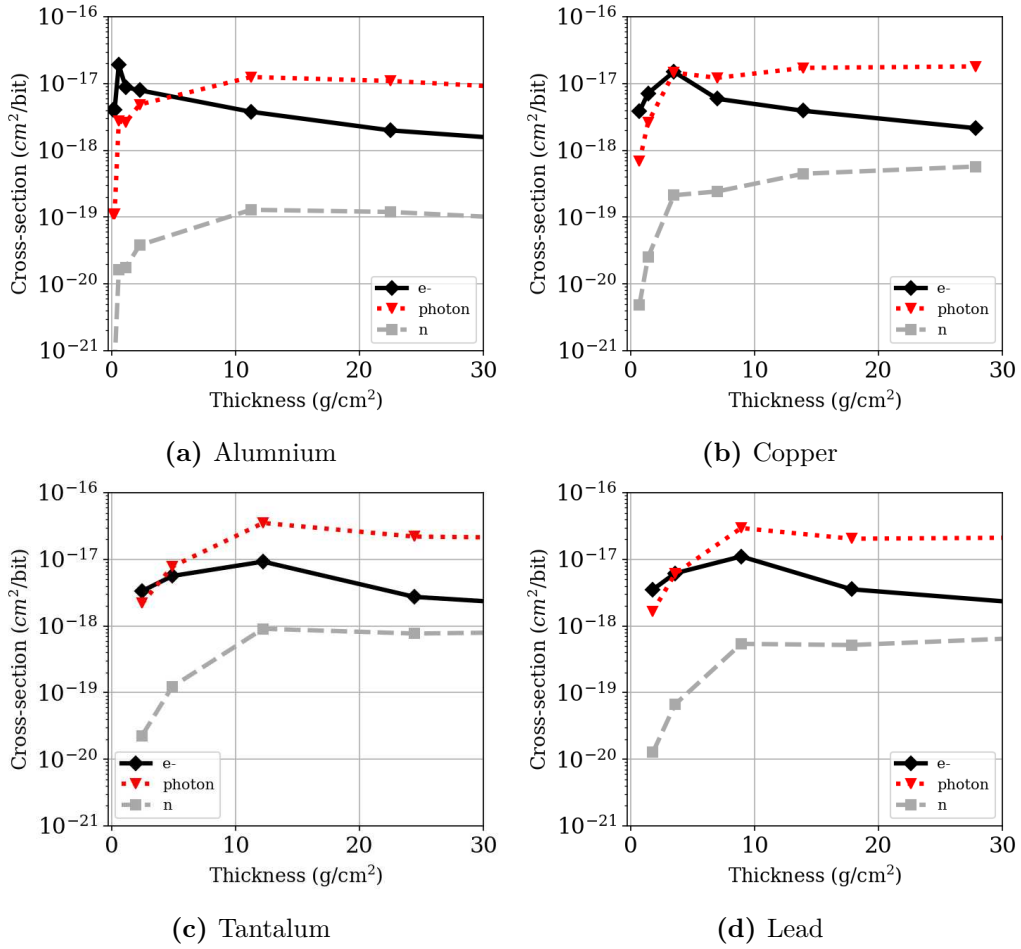 10^−16
10^−17
10^−18
10^−19
10^−20
10^−21
Cross-section (cm^2/bit)
e-
photon
n
0 10 20 30
Thickness (g/cm^2)
(a) Alumnium
10^−16
10^−17
10^−18
10^−19
10^−20
10^−21
Cross-section (cm^2/bit)
e-
photon
n
0 10 20 30
Thickness (g/cm^2)
(b) Copper
10^−16
10^−17
10^−18
10^−19
10^−20
10^−21
Cross-section (cm^2/bit)
e-
photon
n
0 10 20 30
Thickness (g/cm^2)
(c) Tantalum
10^−16
10^−17
10^−18
10^−19
10^−20
10^−21
Cross-section (cm^2/bit)
e-
photon
n
0 10 20 30
Thickness (g/cm^2)
(d) Lead